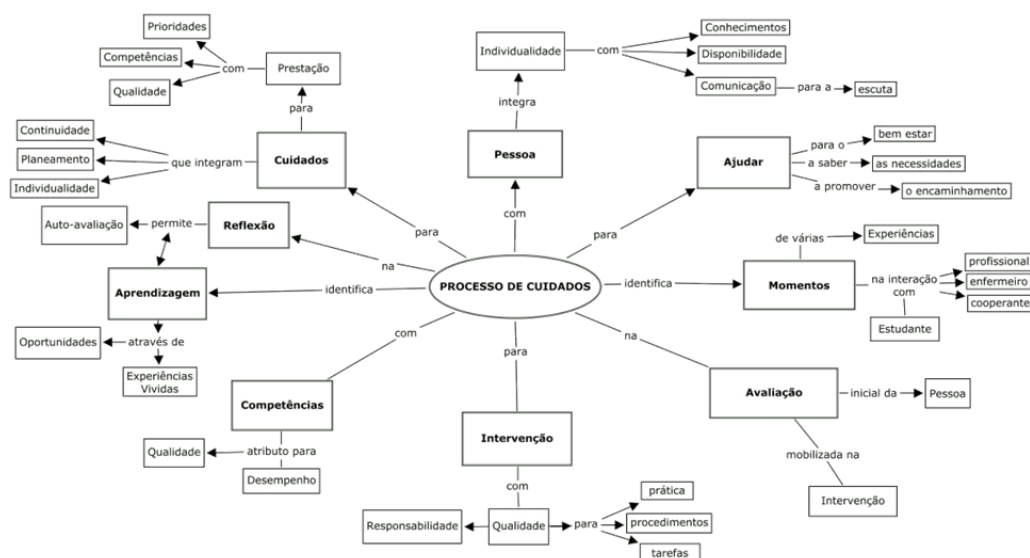 Prioridades
Competências
com
Prestação
Qualidade
para
Continuidade
Planeamento
que integram
Cuidados
Individualidade
Individualidade
com
Conhecimentos
Disponibilidade
Comunicação
para a
escuta
integra
Pessoa
com
Ajudar
para o
bem estar
a saber
as necessidades
a promover
o encaminhamento
para
para
Auto-avaliação
permite
Reflexão
na
Aprendizagem
identifica
PROCESSO DE CUIDADOS
identifica
Momentos
de várias
Experiências
na interação
com
profissional
enfermeiro
cooperante
Estudante
Oportunidades
através de
Experiências
Vividas
com
Competências
Qualidade
atributo para
Desempenho
para
Intervenção
com
Responsabilidade
Qualidade
para
prática
procedimentos
tarefas
na
Avaliação
inicial da
Pessoa
mobilizada na
Intervenção